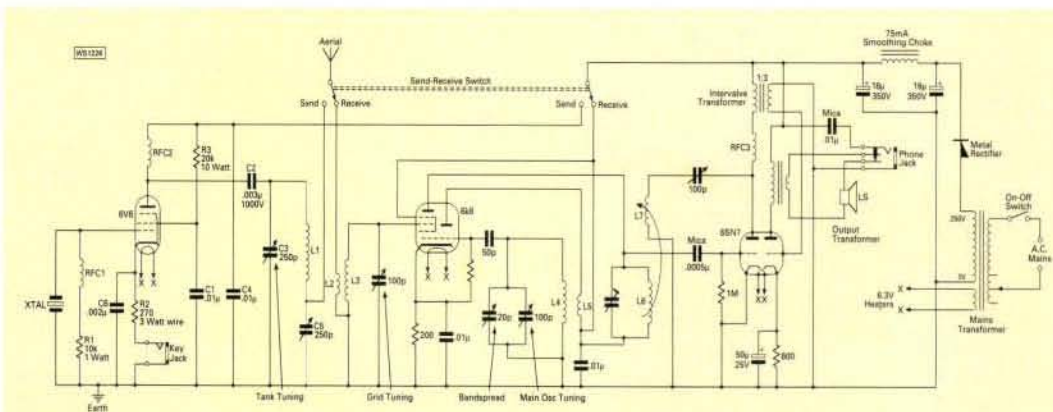 WS1226
Aerial
Send-Receive Switch
Send
Receive
Send
Receive
75mA
Smoothing Choke
16µ
350V
16µ
350V
1:3
Intervalve
Transformer
RFC2
R3
20k
10 Watt
C2
.003µ
1000V
6V6
RFC1
XTAL
R1
10k
1 Watt
C6
.002µ
X
X
R2
270
3 Watt wire
Key
Jack
Earth
C1
.01µ
C4
.01µ
C3
250p
L1
C5
250p
Tank Tuning
L2
L3
100p
Grid Tuning
6k8
X
X
50µ
200
.01µ
20p
100p
Bandspread
Main Osc Tuning
L4
L5
.01µ
L6
L7
100µ
RFC3
Mica
.0005µ
1M
6SN7
X
X
50µ
25V
600
Mica
.01µ
Phone
Jack
LS
Output
Transformer
Metal
Rectifier
On-Off
Switch
250V
0V
A.C.
Mains
X
6.3V
Heaters
X
Mains
Transformer